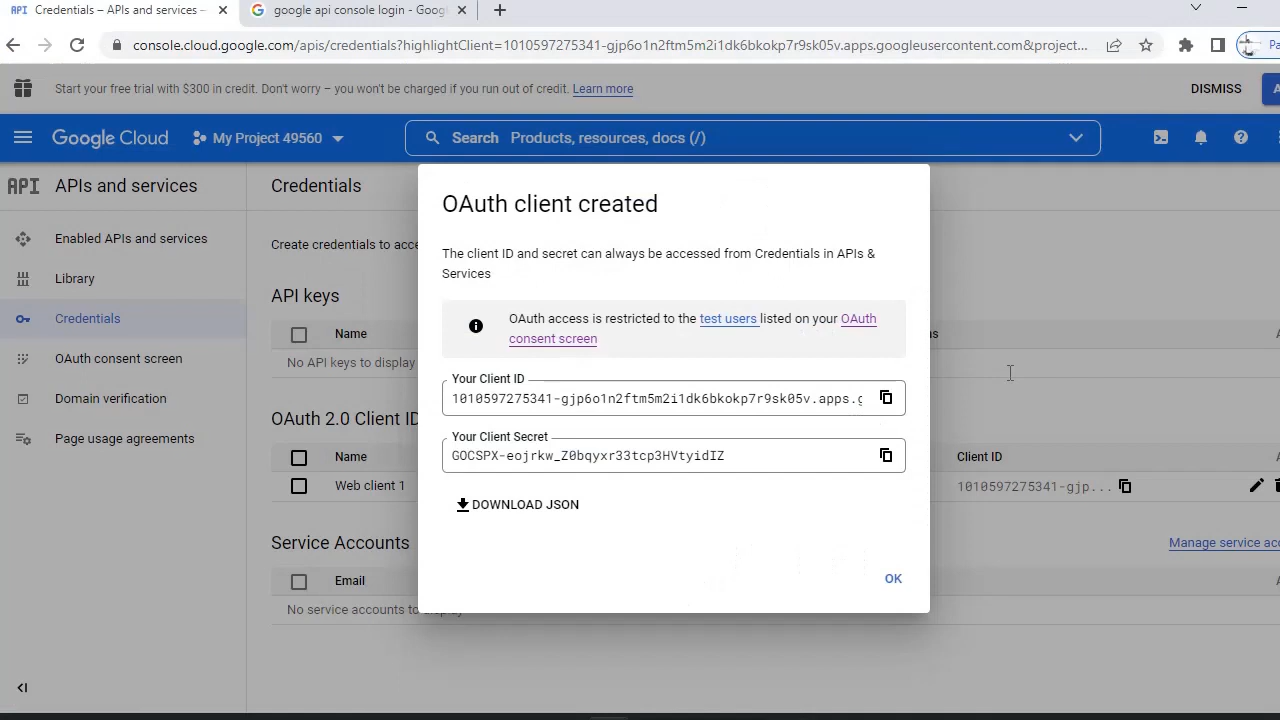 API Credentials – APIs and services –
google api console login - Goog
console.cloud.google.com/apis/credentials?highlightClient=1010597275341-gjp6o1n2ftm5m2i1dk6bkokp7r9sk05v.apps.googleusercontent.com&project...
Pa
Start your free trial with $300 in credit. Don't worry – you won't be charged if you run out of credit. Learn more
DISMISS
A
Google Cloud
My Project 49560
Search Products, resources, docs (/)
API APIs and services
Credentials
Enabled APIs and services
Library
Credentials
OAuth consent screen
Domain verification
Page usage agreements
Create credentials to acce
API keys
Name
ns
A
No API keys to display
OAuth 2.0 Client ID
Name
Client ID
A
Web client 1
1010597275341-gjp...
Service Accounts
Manage service acc
Email
A
No service accounts to display
OAuth client created
The client ID and secret can always be accessed from Credentials in APIs &
Services
OAuth access is restricted to the test users listed on your OAuth
consent screen
Your Client ID
1010597275341-gjp6o1n2ftm5m2i1dk6bkokp7r9sk05v.apps.g
Your Client Secret
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
DOWNLOAD JSON
OK